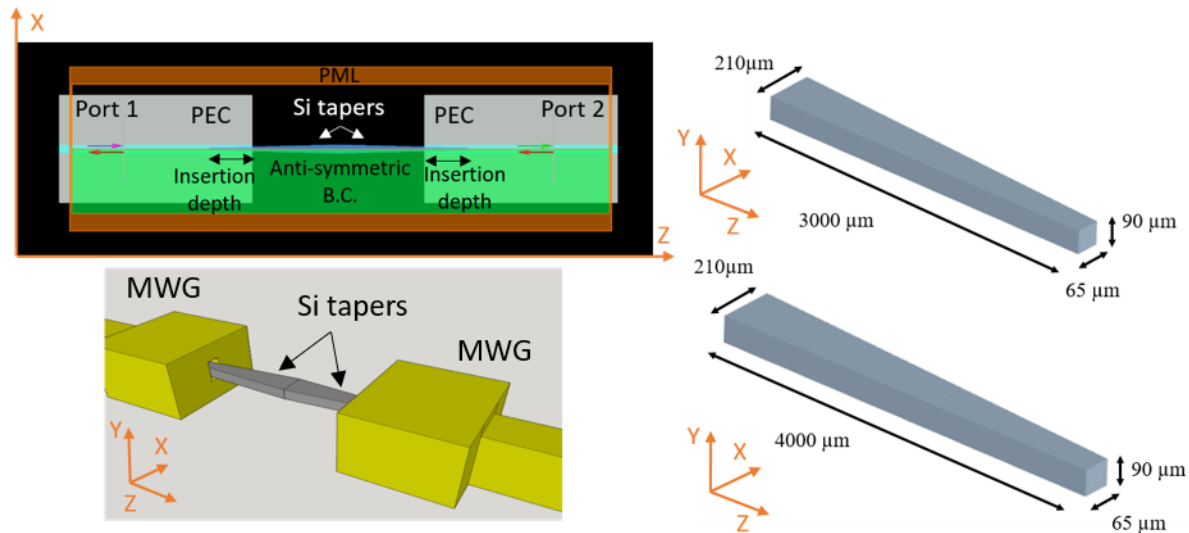 X
PML
Port 1
PEC
Si tapers
PEC
Port 2
Insertion
depth
Anti-symmetric
B.C.
Insertion
depth
Z
MWG
Si tapers
MWG
Y
X
Z
210µm
Y
X
Z
3000 µm
90 µm
65 µm
210µm
Y
X
Z
4000 µm
90 µm
65 µm